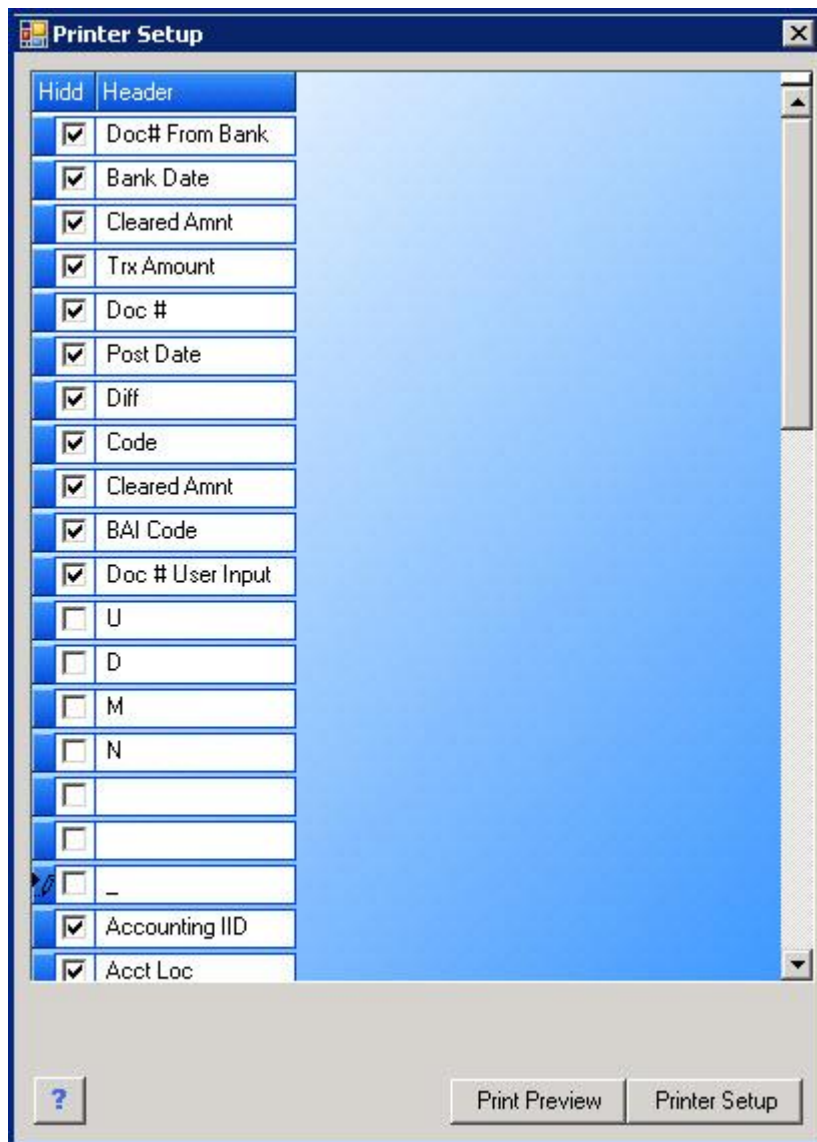 Printer Setup
Hidd Header
Doc# From Bank
Bank Date
Cleared Amnt
Trx Amount
Doc #
Post Date
Diff
Code
Cleared Amnt
BAI Code
Doc # User Input
U
D
M
N
_
Accounting IID
Acct Loc
? Print Preview Printer Setup